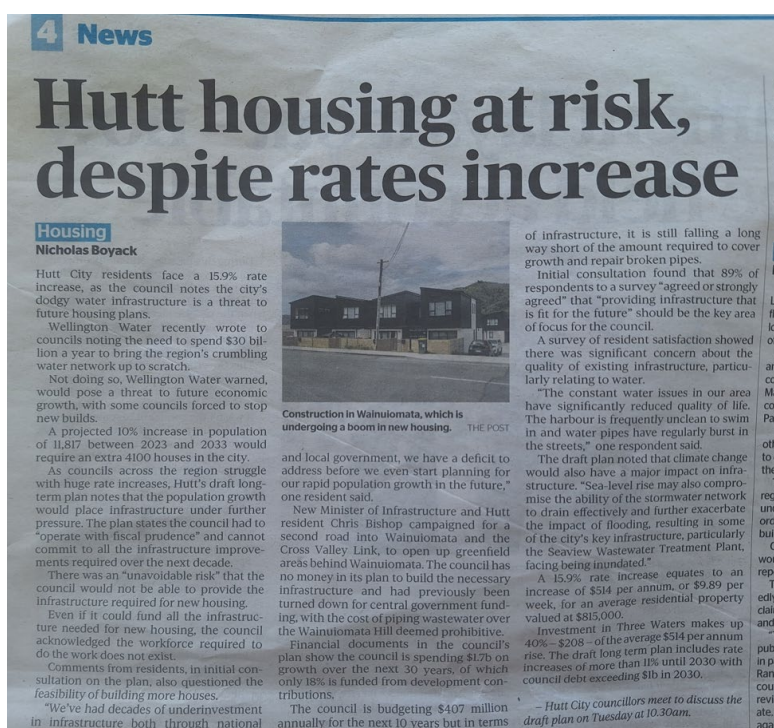 4 News
Hutt housing at risk,
despite rates increase
Housing
Nicholas Boyack
Hutt City residents face a 15.9% rate
increase, as the council notes the city's
dodgy water infrastructure is a threat to
future housing plans.
Wellington Water recently wrote to
councils noting the need to spend $30 bil-
lion a year to bring the region's crumbling
water network up to scratch.
Not doing so, Wellington Water warned,
would pose a threat to future economic
growth, with some councils forced to stop
new builds.
A projected 10% increase in population
of 11,817 between 2023 and 2033 would
require an extra 4100 houses in the city.
As councils across the region struggle
with huge rate increases, Hutt's draft long-
term plan notes that the population growth
would place infrastructure under further
pressure. The plan states the council had to
"operate with fiscal prudence" and cannot
commit to all the infrastructure improve-
ments required over the next decade.
There was an "unavoidable risk" that the
council would not be able to provide the
infrastructure required for new housing.
Even if it could fund all the infrastruc-
ture needed for new housing, the council
acknowledged the workforce required to
do the work does not exist.
Comments from residents, in initial con-
sultation on the plan, also questioned the
feasibility of building more houses.
"We've had decades of underinvestment
in infrastructure both through national
Construction in Wainuiomata, which is
undergoing a boom in new housing. THE POST
and local government, we have a deficit to
address before we even start planning for
our rapid population growth in the future,"
one resident said.
New Minister of Infrastructure and Hutt
resident Chris Bishop campaigned for a
second road into Wainuiomata and the
Cross Valley Link, to open up greenfield
areas behind Wainuiomata. The council has
no money in its plan to build the necessary
infrastructure and had previously been
turned down for central government fund-
ing, with the cost of piping wastewater over
the Wainuiomata Hill deemed prohibitive.
Financial documents in the council's
plan show the council is spending $1.7b on
growth over the next 30 years, of which
only 18% is funded from development con-
tributions.
The council is budgeting $407 million
annually for the next 10 years but in terms
of infrastructure, it is still falling a long
way short of the amount required to cover
growth and repair broken pipes.
Initial consultation found that 89% of
respondents to a survey "agreed or strongly
agreed" that "providing infrastructure that
is fit for the future" should be the key area
of focus for the council.
A survey of resident satisfaction showed
there was significant concern about the
quality of existing infrastructure, particu-
larly relating to water.
"The constant water issues in our area
have significantly reduced quality of life.
The harbour is frequently unclean to swim
in and water pipes have regularly burst in
the streets," one respondent said.
The draft plan noted that climate change
would also have a major impact on infra-
structure. "Sea-level rise may also compro-
mise the ability of the stormwater network
to drain effectively and further exacerbate
the impact of flooding, resulting in some
of the city's key infrastructure, particularly
the Seaview Wastewater Treatment Plant,
facing being inundated."
A 15.9% rate increase equates to an
increase of $514 per annum, or $9.89 per
week, for an average residential property
valued at $815,000.
Investment in Three Waters makes up
40% – $208 – of the average $514 per annum
rise. The draft long term plan includes rate
increases of more than 11% until 2030 with
council debt exceeding $1b in 2030.
– Hutt City councillors meet to discuss the
draft plan on Tuesday at 10.30am.